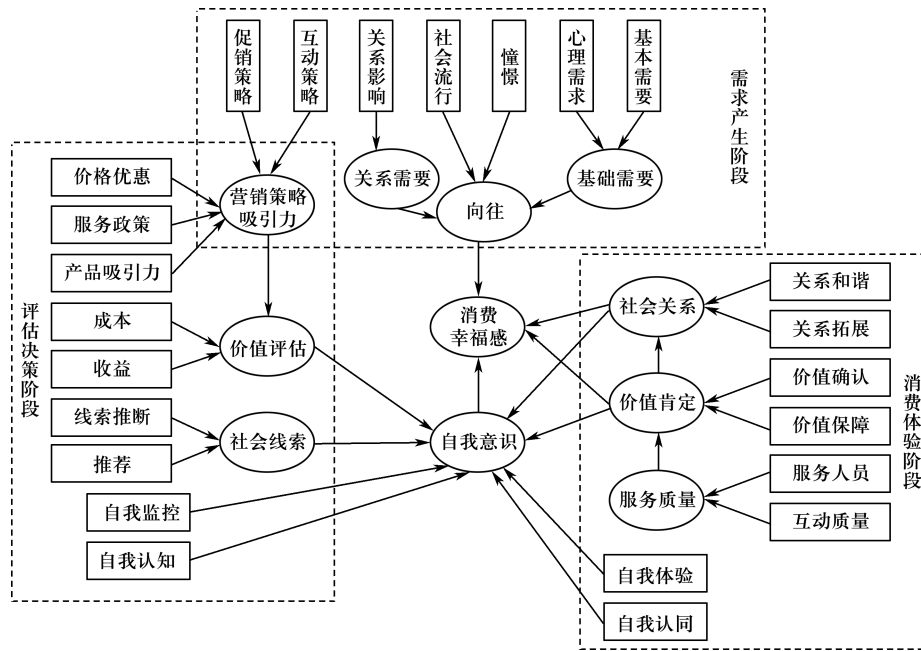 促销策略
互动策略
关系影响
社会流行
憧憬
心理需求
基本需要
需求产生阶段
营销策略
吸引力
关系需要
向往
基础需要
价格优惠
服务政策
产品吸引力
成本
收益
线索推断
推荐
自我监控
自我认知
评估决策阶段
价值评估
社会线索
消费
幸福感
自我意识
社会关系
价值肯定
服务质量
关系和谐
关系拓展
价值确认
价值保障
服务人员
互动质量
自我体验
自我认同
消费体验阶段